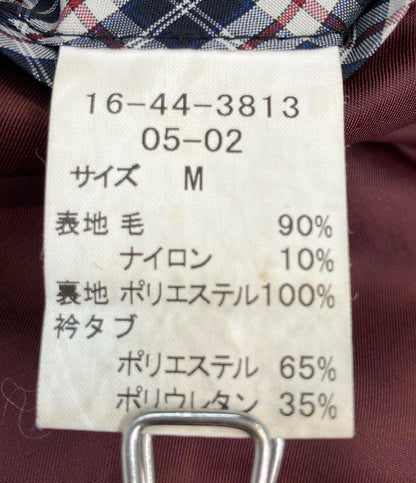 16-44-3813
05-02
サイズ M
表地 毛 90%
ナイロン 10%
裏地 ポリエステル100%
衿タブ
ポリエステル 65%
ポリウレタン 35%